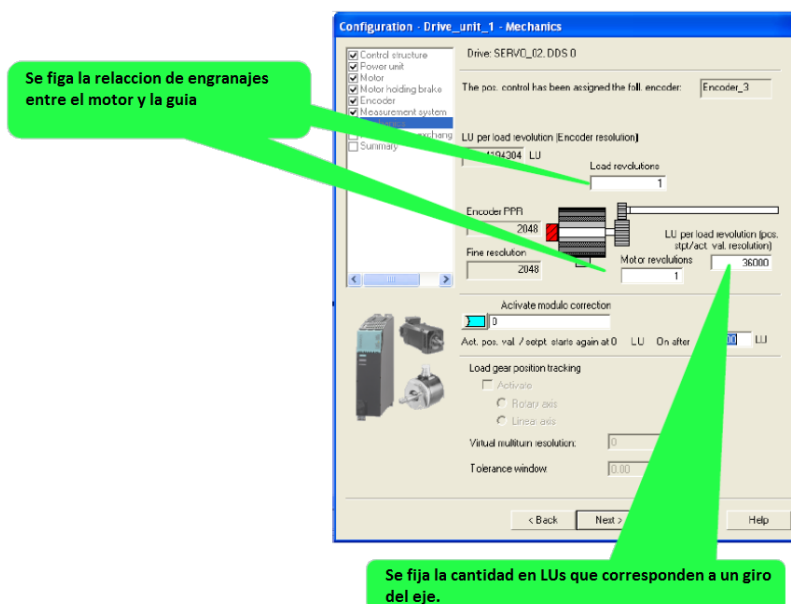 Configuration - Drive_unit_1 - Mechanics
Se figa la relaccion de engranajes
entre el motor y la guia
Control structure
Power unit
Motor
Motor holding brake
Encoder
Measurement system
exchang
Summary
Drive: SERVO_02, DDS 0
The pos. control has been assigned the foll. encoder:
Encoder_3
LU per load revolution (Encoder resolution)
4194304 LU
Load revolutions
1
Encoder PPR
2048
Fine resolution
2048
LU per load revolution (pos.
stpt/act. val. resolution)
36000
Motor revolutions
1
Activate modulo correction
0
Act. pos. val. / setpt. starts again at 0 LU On after
LU
Load gear position tracking
Activate
Rotary axis
Linear axis
Virtual multiturn resolution:
0
Tolerance window:
0.00
< Back
Next >
Help
Se fija la cantidad en LUs que corresponden a un giro
del eje.